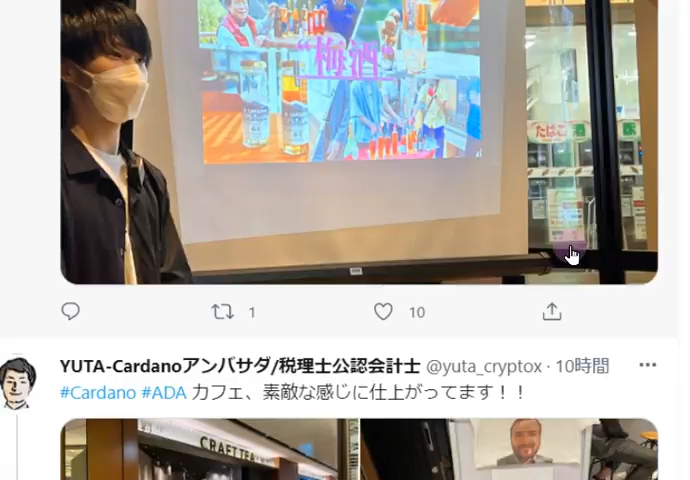 “梅酒”
たばこ 酒
1
10
YUTA-Cardanoアンバサダ/税理士公認会計士 @yuta_cryptox · 10時間
#Cardano #ADA カフェ、素敵な感じに仕上がってます！！
CRAFT TEA